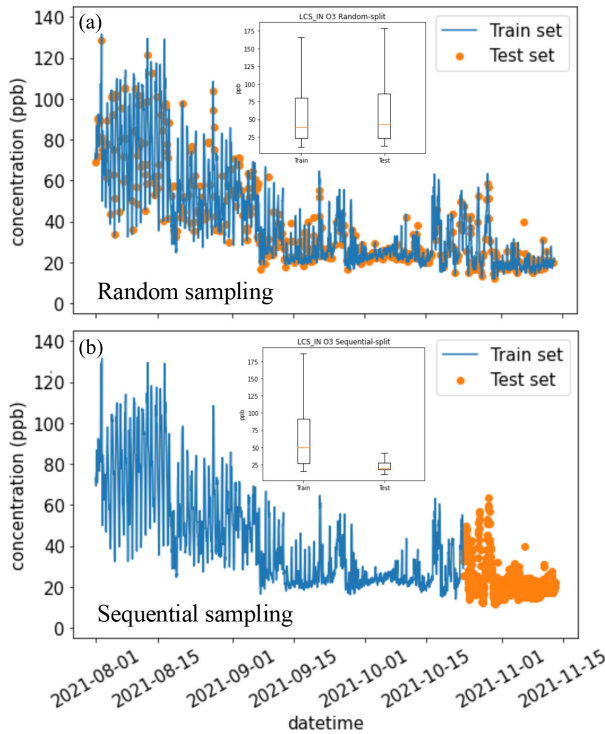 (a)
LCS_IN O3 Random-split
ppb
175
150
125
100
75
50
25
Train
Test
Train set
Test set
concentration (ppb)
140
120
100
80
60
40
20
0
Random sampling
(b)
LCS_IN O3 Sequential-split
ppb
175
150
125
100
75
50
25
Train
Test
Train set
Test set
concentration (ppb)
140
120
100
80
60
40
20
0
Sequential sampling
2021-08-01
2021-08-15
2021-09-01
2021-09-15
2021-10-01
2021-10-15
2021-11-01
2021-11-15
datetime